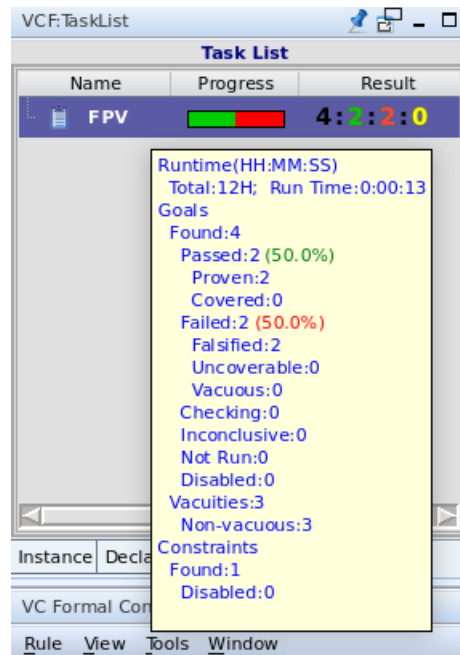 VCF:TaskList
Task List
Name Progress Result
FPV 4:2:2:0
Runtime(HH:MM:SS)
Total:12H; Run Time:0:00:13
Goals
Found:4
Passed:2 (50.0%)
Proven:2
Covered:0
Failed:2 (50.0%)
Falsified:2
Uncoverable:0
Vacuous:0
Checking:0
Inconclusive:0
Not Run:0
Disabled:0
Vacuities:3
Non-vacuous:3
Constraints
Found:1
Disabled:0
Instance Decla
VC Formal Con
Rule View Tools Window